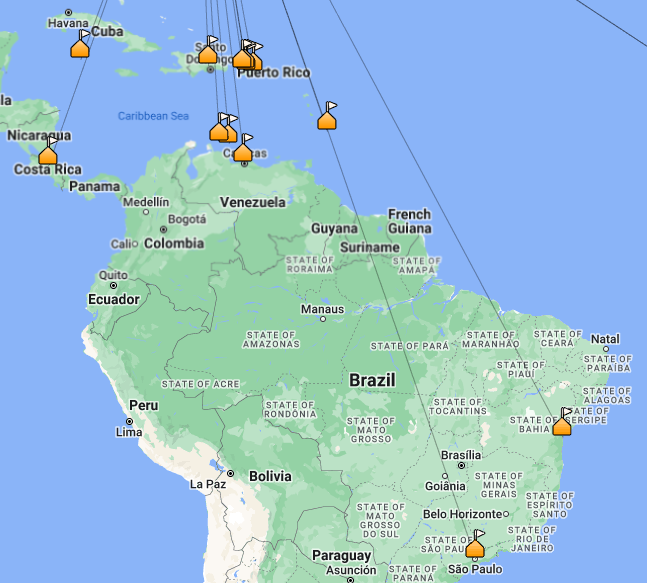 Havana
Cuba
Santo
Domingo
Puerto Rico
la
Caribbean Sea
Nicaragua
Costa Rica
Caracas
Panama
Medellín
Venezuela
Bogotá
Cali
Colombia
Guyana
French
Guiana
Suriname
STATE OF
RORAIMA
STATE OF
AMAPÁ
Quito
Ecuador
Manaus
STATE OF
AMAZONAS
STATE OF PARÁ
STATE OF
MARANHÃO
STATE OF
CEARÁ
Natal
STATE OF
PARAÍBA
STATE OF
PIAUÍ
STATE OF ACRE
Brazil
STATE OF
ALAGOAS
Peru
STATE OF
RONDÔNIA
STATE OF
TOCANTINS
STATE OF
SERGIPE
STATE OF
BAHIA
Lima
STATE OF
MATO
GROSSO
Brasília
La Paz
Bolivia
Goiânia
STATE OF
MINAS
GERAIS
STATE OF
ESPÍRITO
SANTO
Belo Horizonte
STATE OF
MATO
GROSSO
DO SUL
STATE OF
SÃO PAULO
STATE OF
RIO DE
JANEIRO
Paraguay
Asunción
São Paulo
STATE OF
PARANÁ